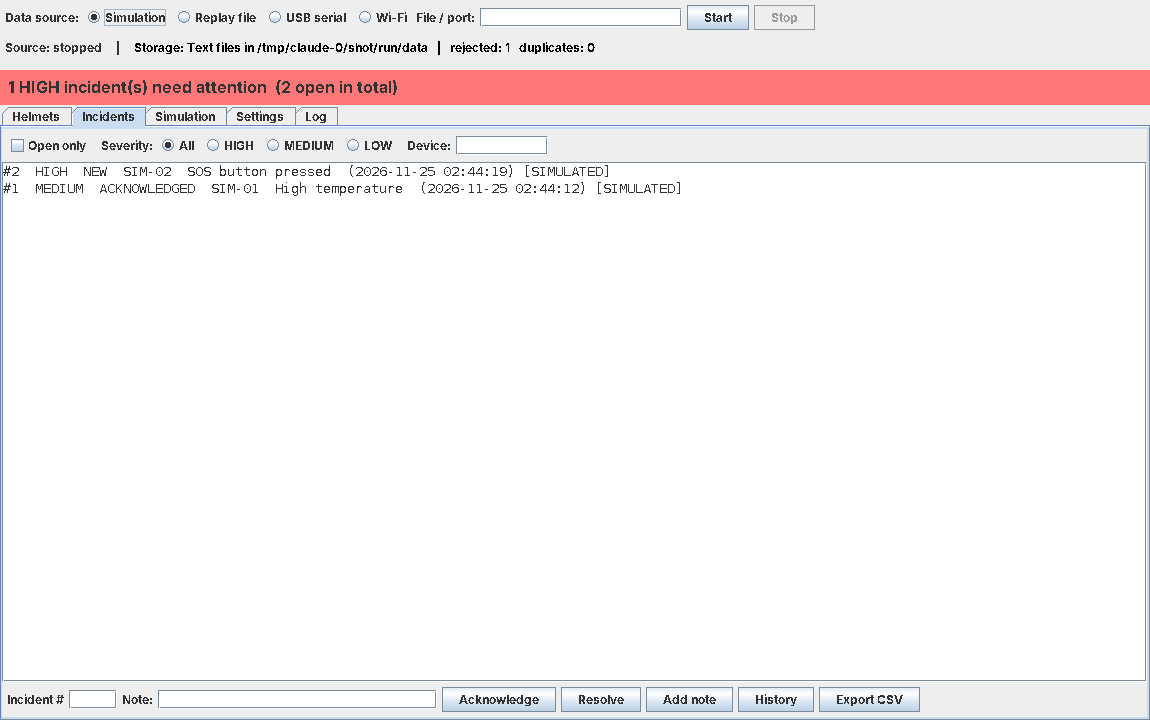 Data source: Simulation Replay file USB serial Wi-Fi File / port: Start Stop
Source: stopped | Storage: Text files in /tmp/claude-0/shot/run/data | rejected: 1 duplicates: 0
1 HIGH incident(s) need attention (2 open in total)
Helmets Incidents Simulation Settings Log
Open only Severity: All HIGH MEDIUM LOW Device:
#2 HIGH NEW SIM-02 SOS button pressed (2026-11-25 02:44:19) [SIMULATED]
#1 MEDIUM ACKNOWLEDGED SIM-01 High temperature (2026-11-25 02:44:12) [SIMULATED]
Incident # Note: Acknowledge Resolve Add note History Export CSV